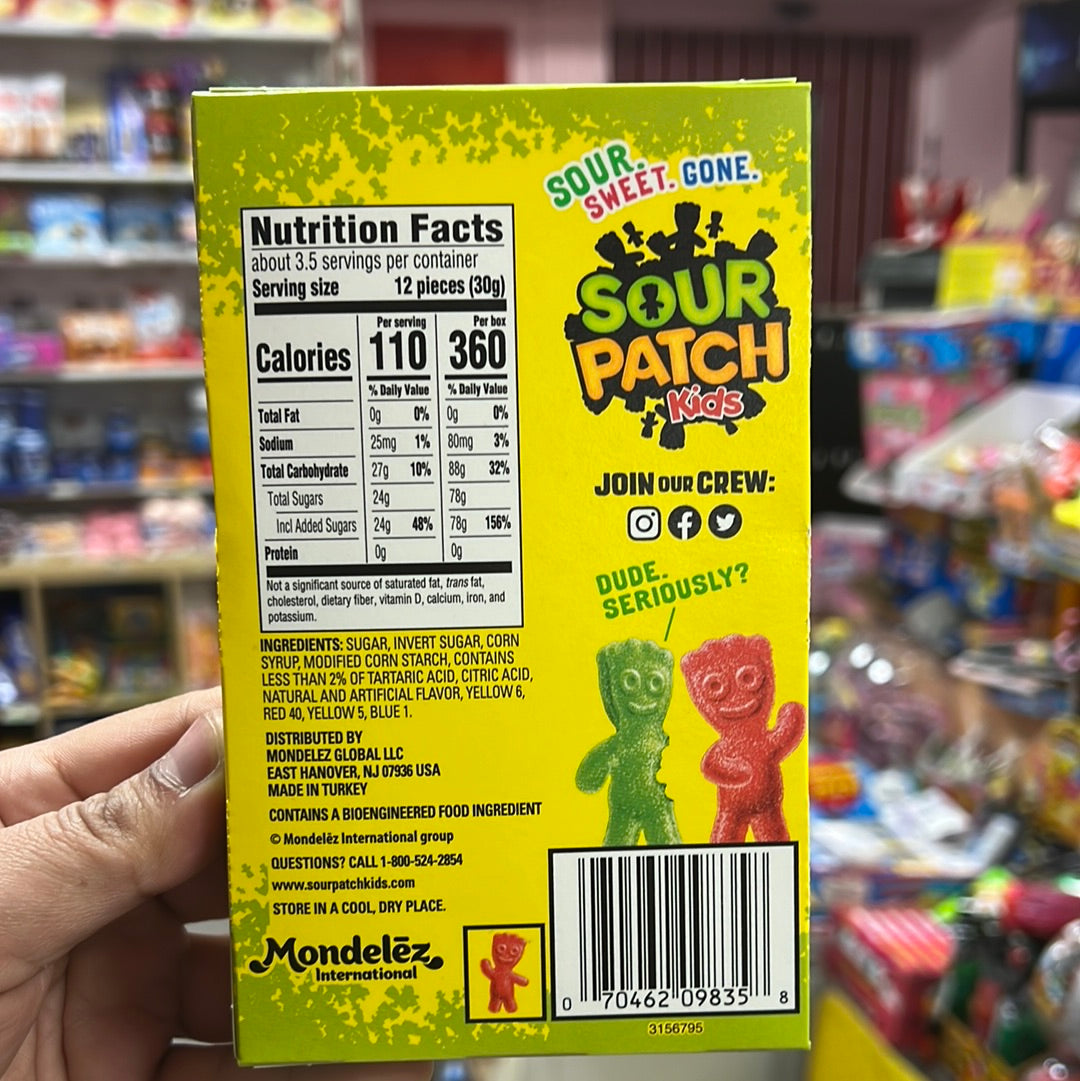 Nutrition Facts
about 3.5 servings per container
Serving size 12 pieces (30g)
Per serving Per box
Calories 110 360
% Daily Value % Daily Value
Total Fat 0g 0% 0g 0%
Sodium 25mg 1% 80mg 3%
Total Carbohydrate 27g 10% 88g 32%
Total Sugars 24g 78g
Incl Added Sugars 24g 48% 78g 156%
Protein 0g 0g
Not a significant source of saturated fat, trans fat,
cholesterol, dietary fiber, vitamin D, calcium, iron, and
potassium.
INGREDIENTS: SUGAR, INVERT SUGAR, CORN
SYRUP, MODIFIED CORN STARCH, CONTAINS
LESS THAN 2% OF TARTARIC ACID, CITRIC ACID,
NATURAL AND ARTIFICIAL FLAVOR, YELLOW 6,
RED 40, YELLOW 5, BLUE 1.
DISTRIBUTED BY
MONDELEZ GLOBAL LLC
EAST HANOVER, NJ 07936 USA
MADE IN TURKEY
CONTAINS A BIOENGINEERED FOOD INGREDIENT
© Mondelēz International group
QUESTIONS? CALL 1-800-524-2854
www.sourpatchkids.com
STORE IN A COOL, DRY PLACE.
Mondelēz
International
SOUR.
SWEET. GONE.
SOUR
PATCH
Kids
JOIN OUR CREW:
DUDE.
SERIOUSLY?
0 70462 09835 8
3156795